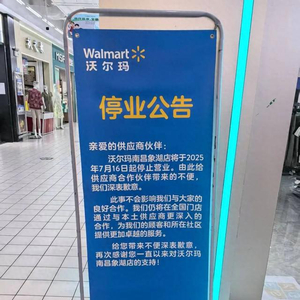 Walmart
沃尔玛
停业公告
亲爱的供应商伙伴：
沃尔玛南昌象湖店将于2025
年7月16日起停止营业。由此给
供应商合作伙伴带来的不便，
我们深表歉意。
此事不会影响我们与大家的
良好合作。我们仍将在全国门店
通过与本土供应商更深入的
合作，为我们的顾客和所在社区
提供更加卓越的服务。
给您带来不便深表歉意，
再次感谢您一直以来对沃尔玛
南昌象湖店的支持！